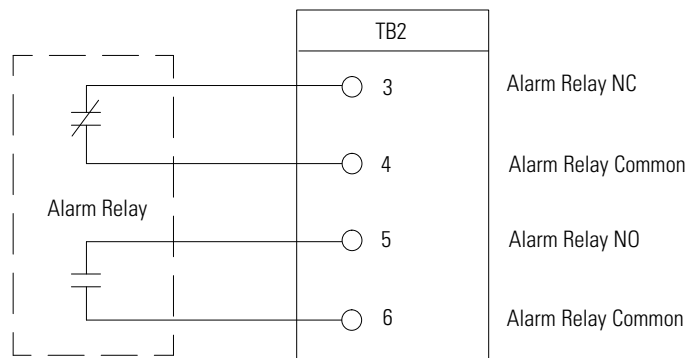 TB2
3 Alarm Relay NC
4 Alarm Relay Common
Alarm Relay
5 Alarm Relay NO
6 Alarm Relay Common